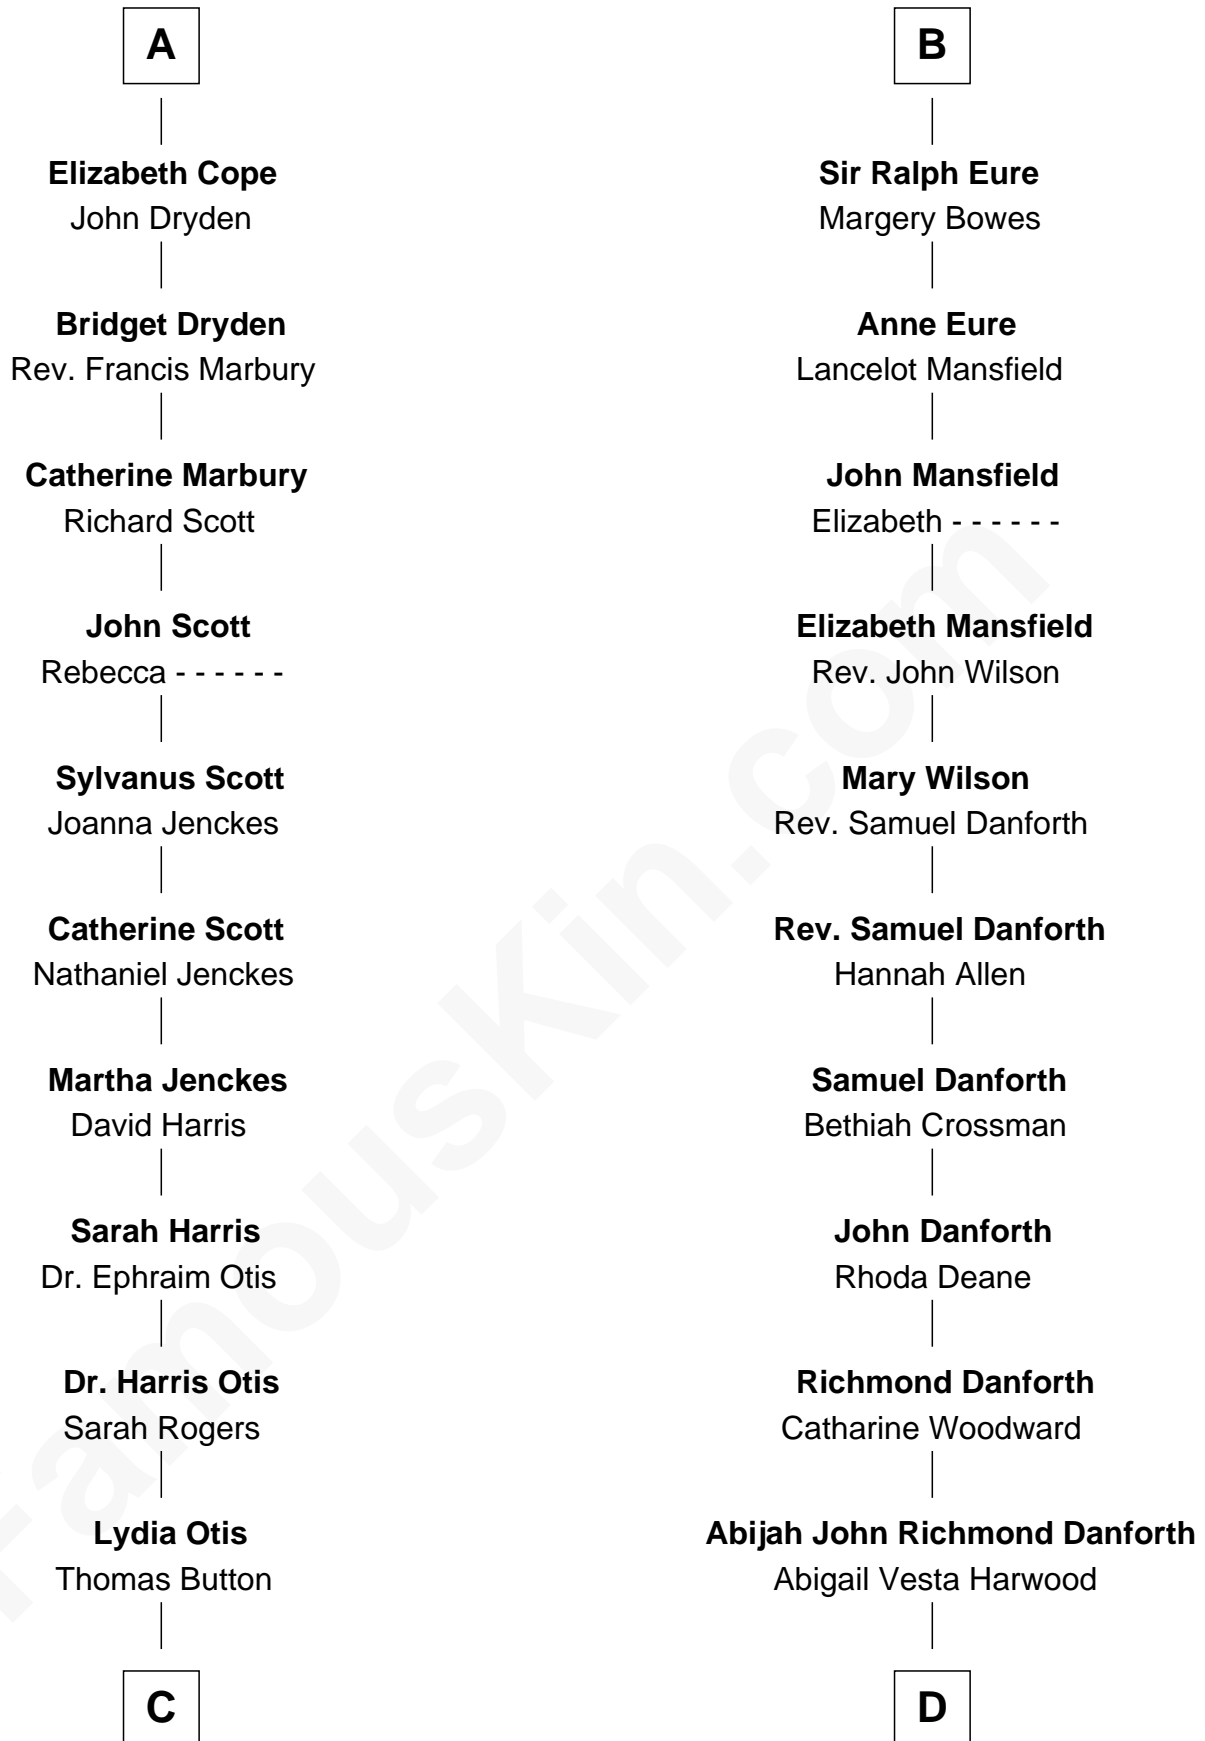 A
Elizabeth Cope
John Dryden
Bridget Dryden
Rev. Francis Marbury
Catherine Marbury
Richard Scott
John Scott
Rebecca - - - - - -
Sylvanus Scott
Joanna Jenckes
Catherine Scott
Nathaniel Jenckes
Martha Jenckes
David Harris
Sarah Harris
Dr. Ephraim Otis
Dr. Harris Otis
Sarah Rogers
Lydia Otis
Thomas Button
C
B
Sir Ralph Eure
Margery Bowes
Anne Eure
Lancelot Mansfield
John Mansfield
Elizabeth - - - - - -
Elizabeth Mansfield
Rev. John Wilson
Mary Wilson
Rev. Samuel Danforth
Rev. Samuel Danforth
Hannah Allen
Samuel Danforth
Bethiah Crossman
John Danforth
Rhoda Deane
Richmond Danforth
Catharine Woodward
Abijah John Richmond Danforth
Abigail Vesta Harwood
D
FamousKin.com